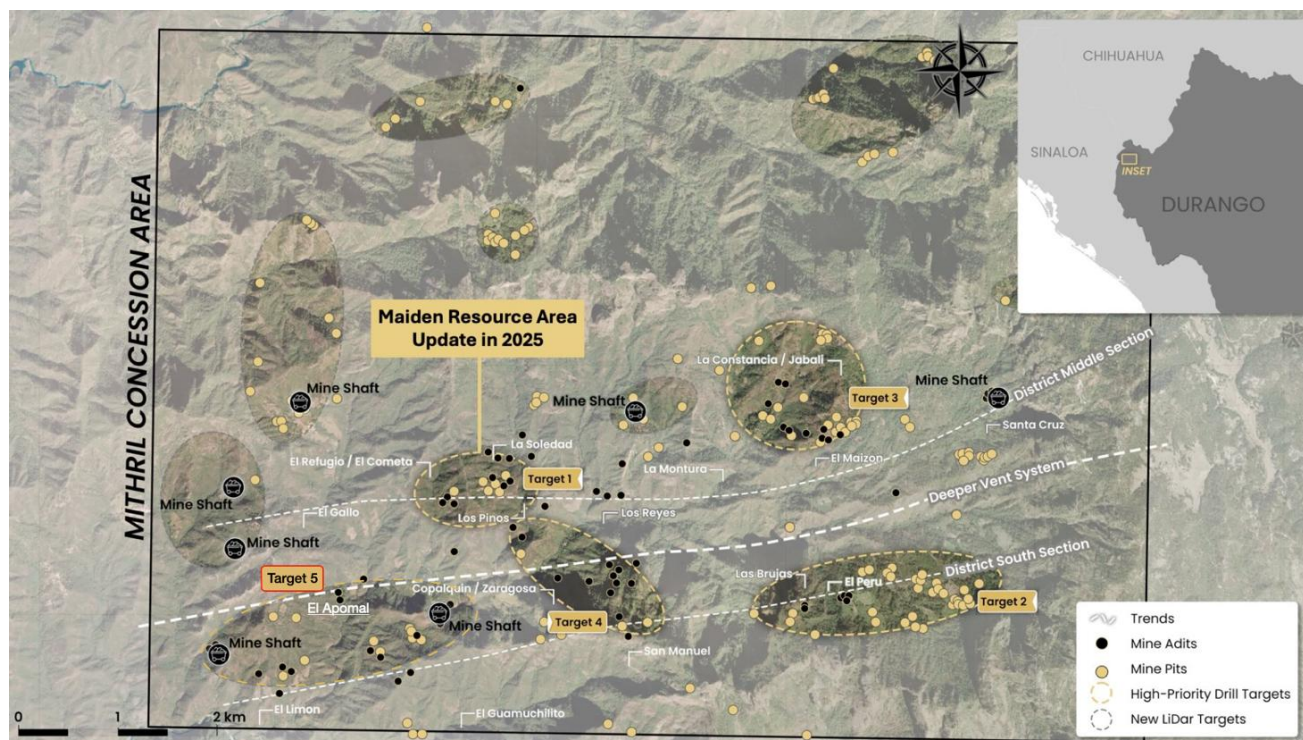 CHIHUAHUA
SINALOA
INSET
DURANGO
MITHRIL CONCESSION AREA
Maiden Resource Area
Update in 2025
La Constancia / Jabali
Mine Shaft
Mine Shaft
Mine Shaft
Target 3
District Middle Section
Santa Cruz
La Soledad
El Refugio / El Cometa
Target 1
La Montura
El Maizon
Mine Shaft
Deeper Vent System
El Gallo
Los Pinos
Los Reyes
Mine Shaft
District South Section
Target 5
Copalquin / Zaragosa
Las Brujas
El Peru
El Apomal
Target 2
Mine Shaft
Target 4
Mine Shaft
San Manuel
El Limon
El Guamuchilito
0 1 2 km
Trends
Mine Adits
Mine Pits
High-Priority Drill Targets
New LiDar Targets